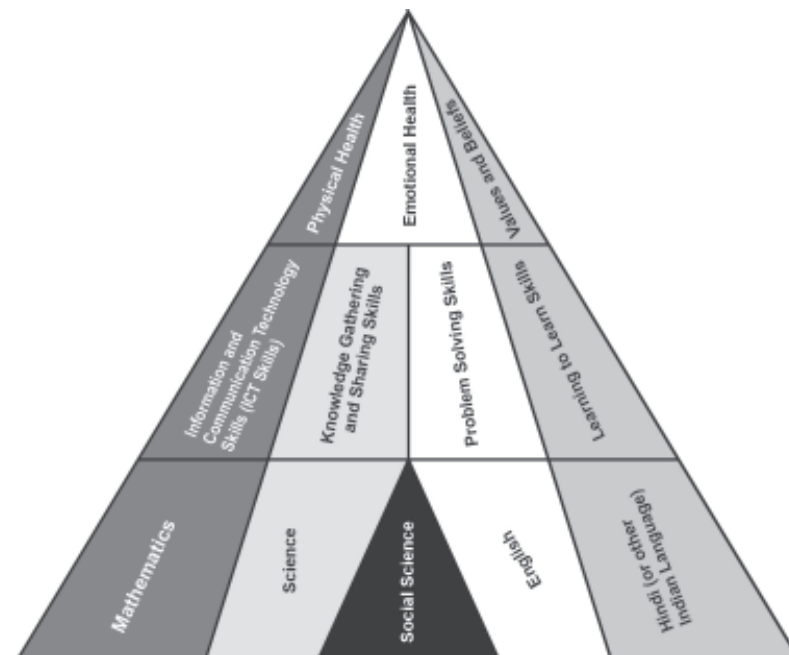 Physical Health
Emotional Health
Values and Beliefs
Information and
Communication Technology
Skills (ICT Skills)
Knowledge Gathering
and Sharing Skills
Problem Solving Skills
Learning to Learn Skills
Mathematics
Science
Social Science
English
Hindi (or other
Indian Language)